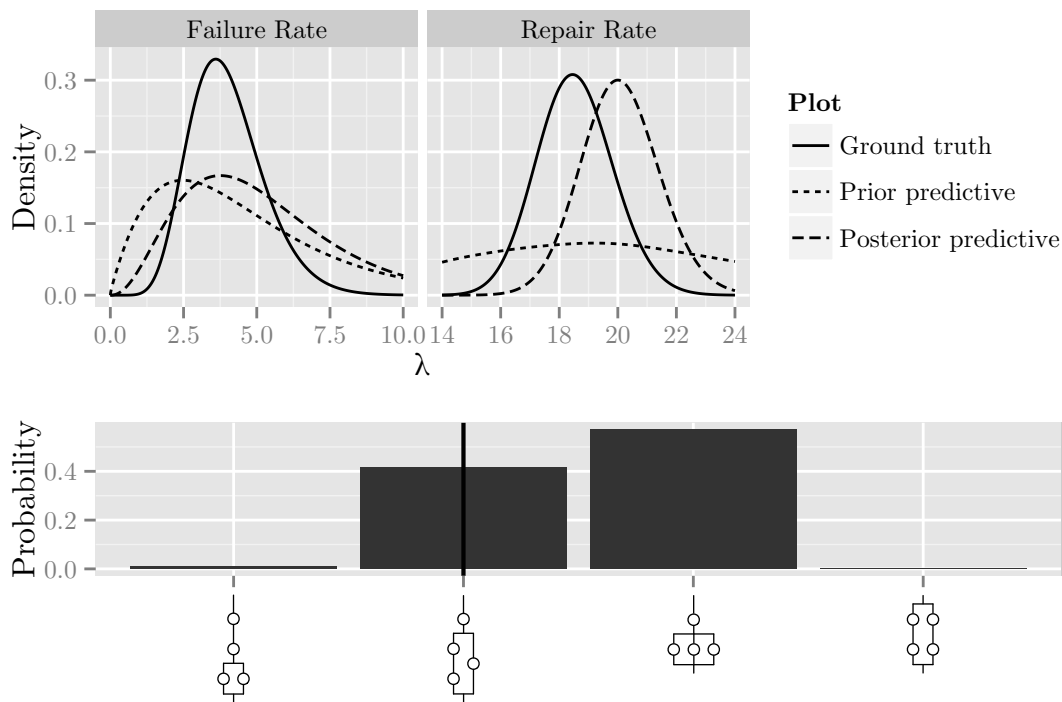 Failure Rate
Repair Rate
Density
0.3
0.2
0.1
0.0
0.0 2.5 5.0 7.5 10.0
14 16 18 20 22 24
λ
Plot
Ground truth
Prior predictive
Posterior predictive
Probability
0.4
0.2
0.0